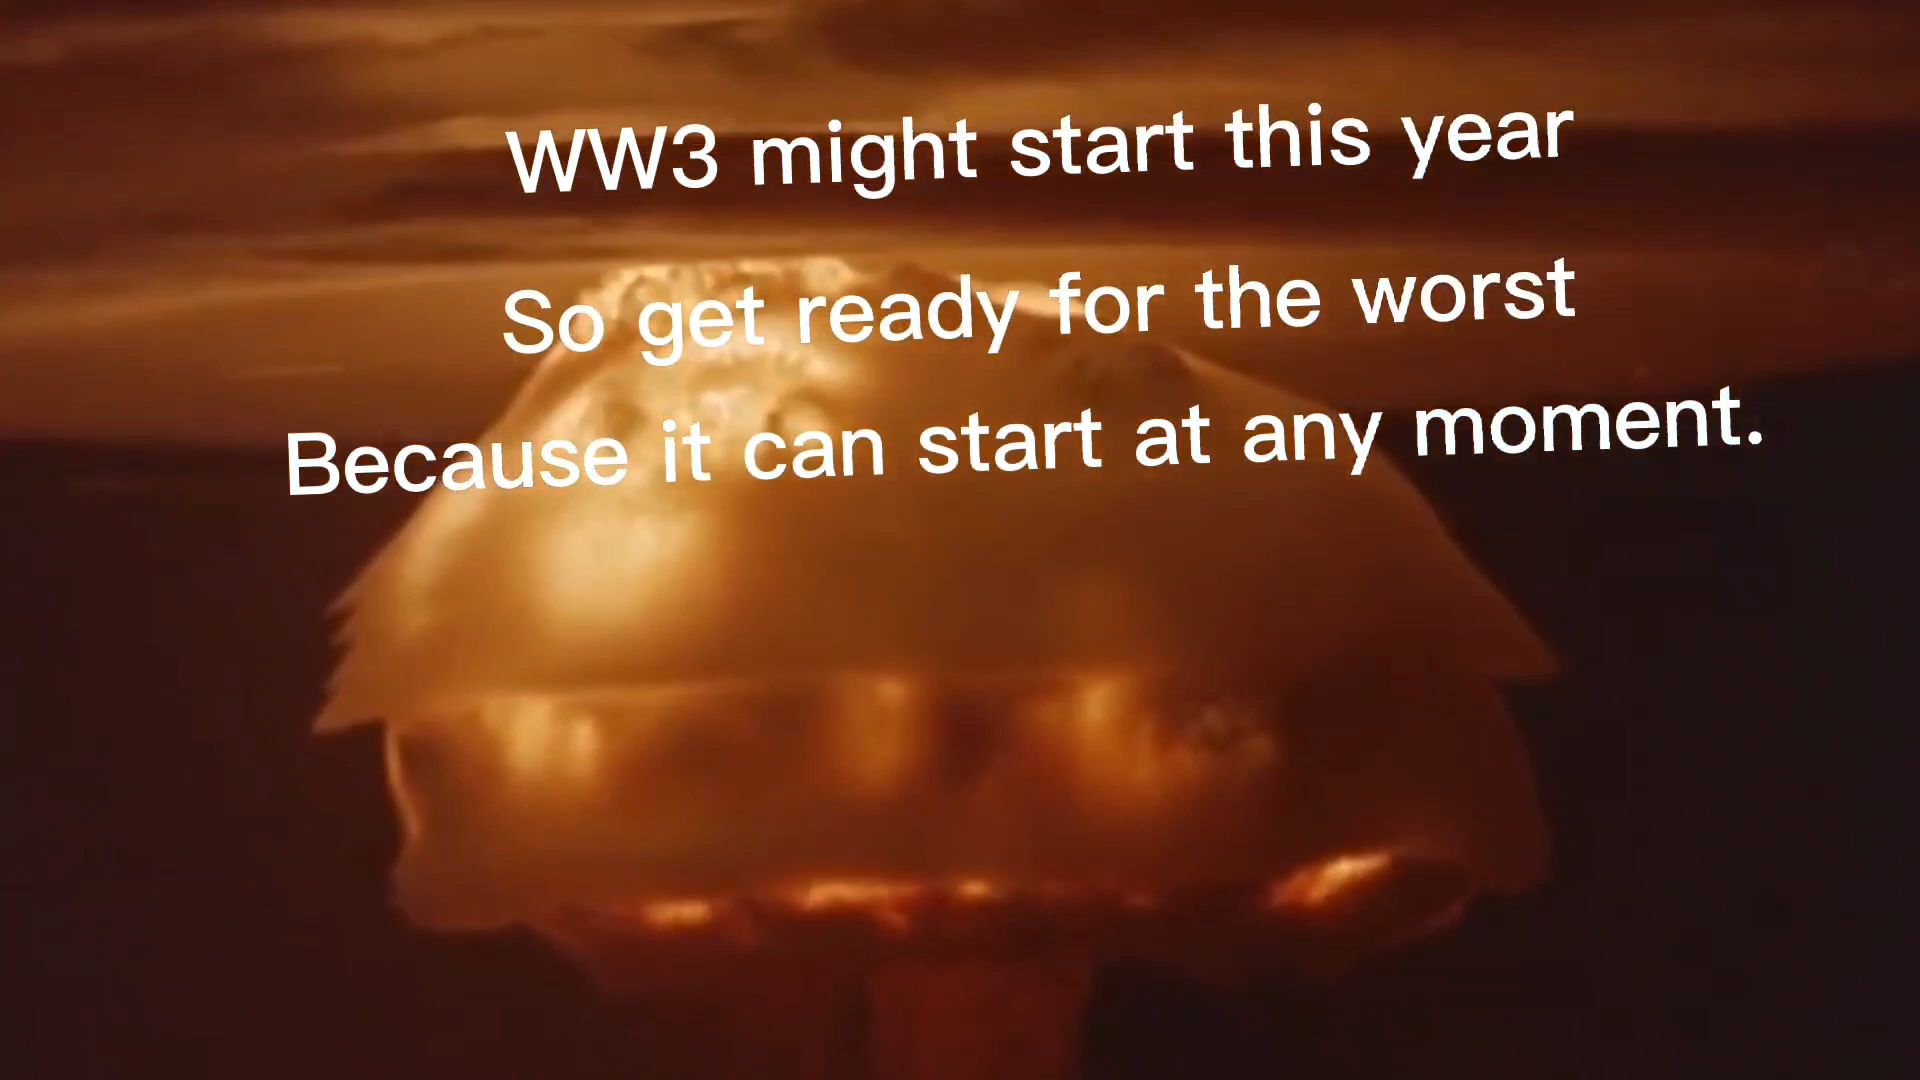 WW3 might start this year
So get ready for the worst
Because it can start at any moment.